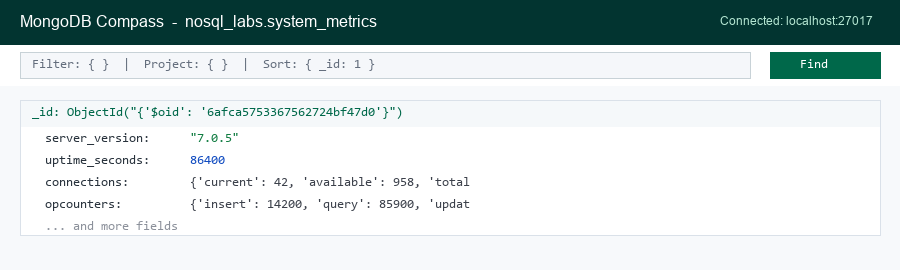 MongoDB Compass - nosql_labs.system_metrics
Connected: localhost:27017
Filter: { } | Project: { } | Sort: { _id: 1 }
Find
_id: ObjectId("{'$oid': '6afca5753367562724bf47d0'}")
server_version: "7.0.5"
uptime_seconds: 86400
connections: {'current': 42, 'available': 958, 'total
opcounters: {'insert': 14200, 'query': 85900, 'updat
... and more fields